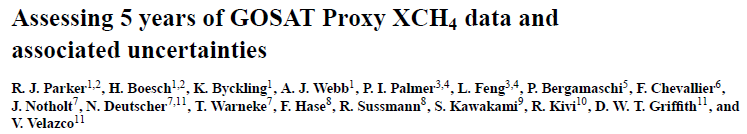 Assessing 5 years of GOSAT Proxy XCH₄ data and
associated uncertainties
R. J. Parker¹,², H. Boesch¹,², K. Byckling¹, A. J. Webb¹, P. I. Palmer³,⁴, L. Feng³,⁴, P. Bergamaschi⁵, F. Chevallier⁶,
J. Notholt⁷, N. Deutscher⁷,¹¹, T. Warneke⁷, F. Hase⁸, R. Sussmann⁸, S. Kawakami⁹, R. Kivi¹⁰, D. W. T. Griffith¹¹, and
V. Velazco¹¹